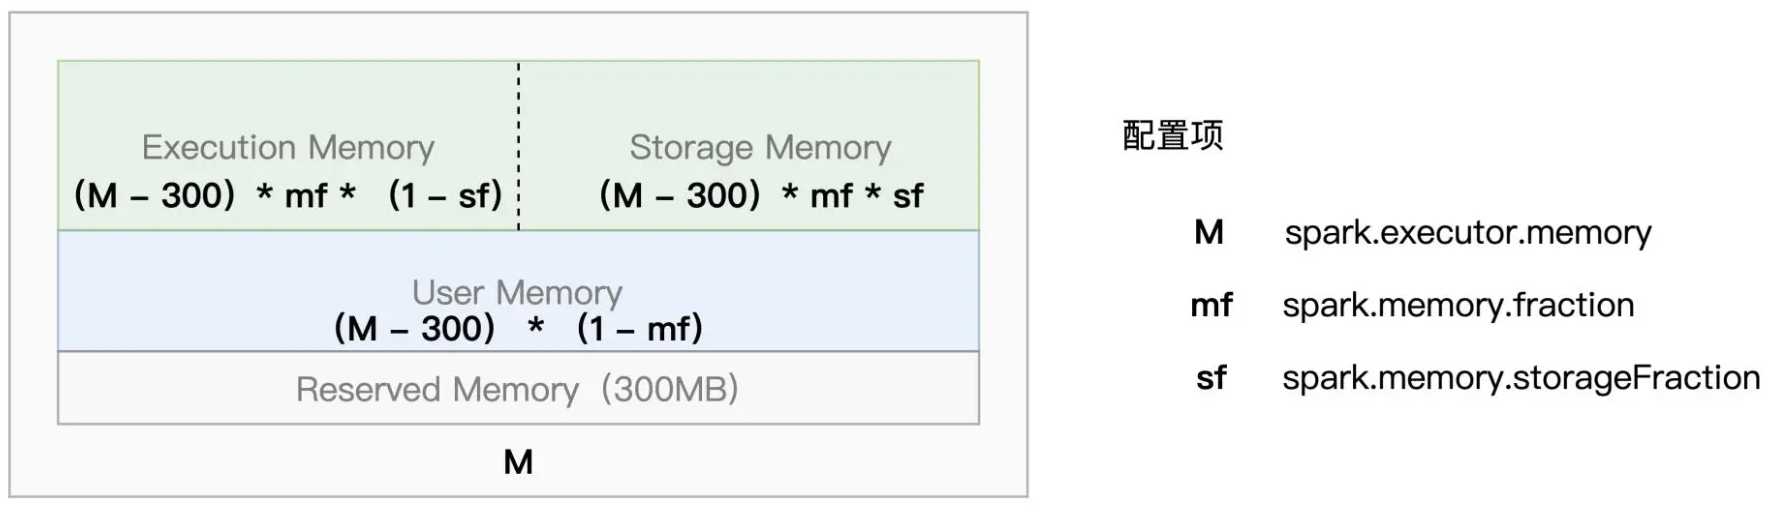 Execution Memory
（M – 300）* mf * （1 – sf）
Storage Memory
（M – 300）* mf * sf
User Memory
（M – 300） * （1 – mf）
Reserved Memory（300MB）
M
配置项
M spark.executor.memory
mf spark.memory.fraction
sf spark.memory.storageFraction